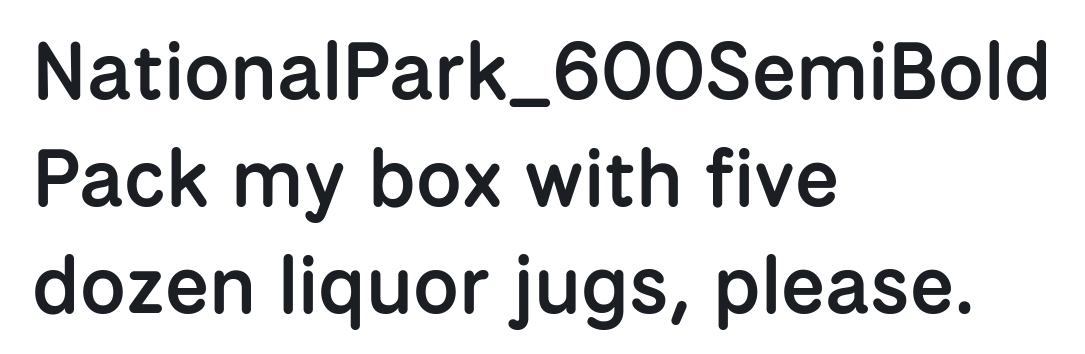 NationalPark_600SemiBold
Pack my box with five
dozen liquor jugs, please.